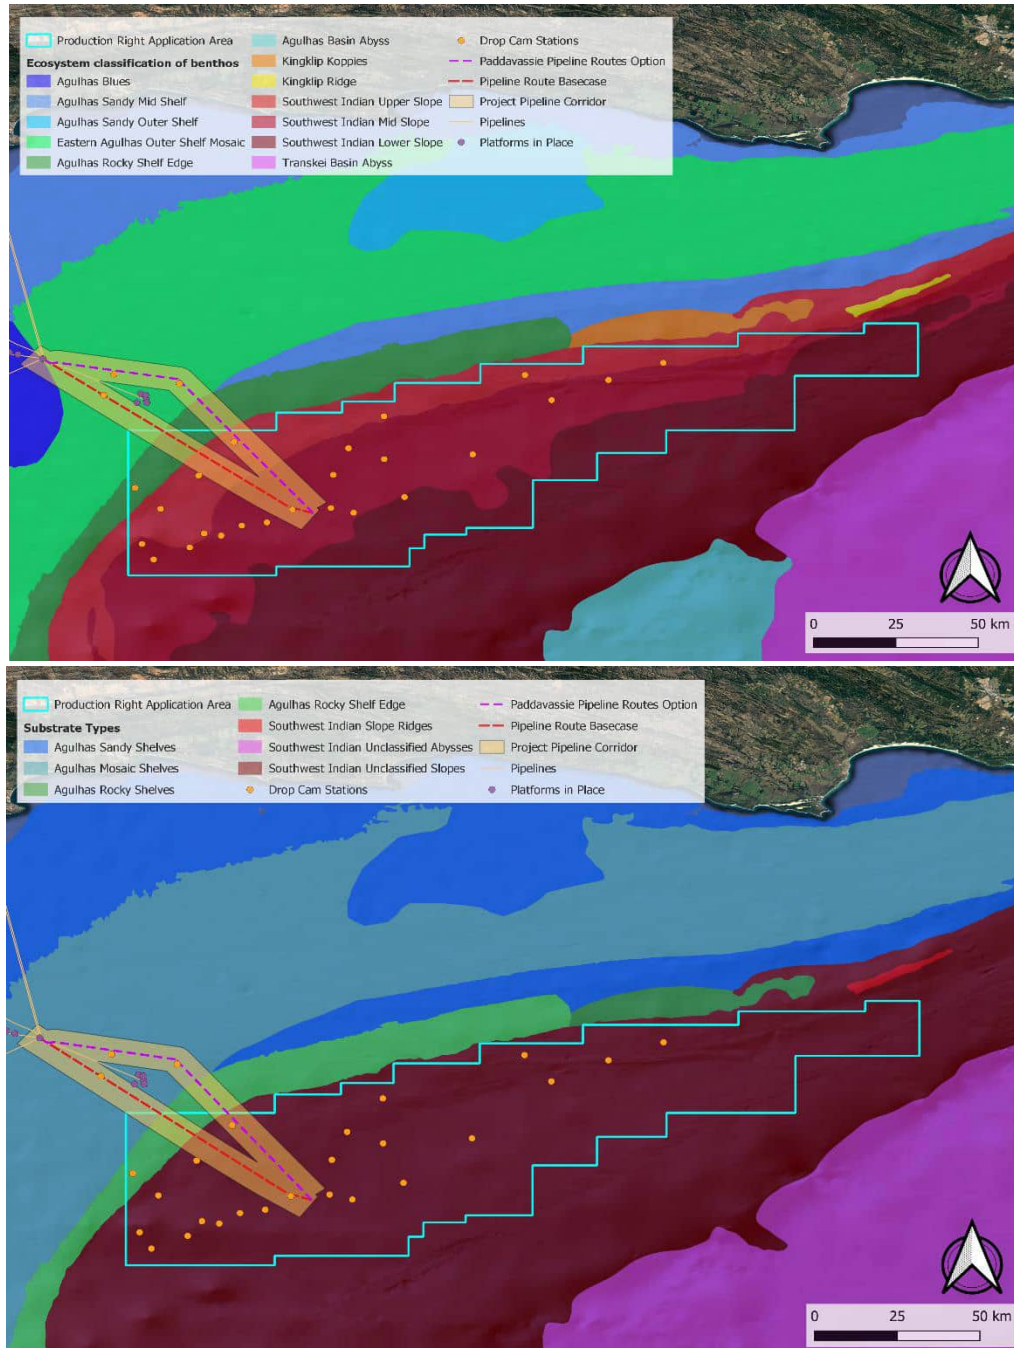 Production Right Application Area
Ecosystem classification of benthos
Agulhas Blues
Agulhas Sandy Mid Shelf
Agulhas Sandy Outer Shelf
Eastern Agulhas Outer Shelf Mosaic
Agulhas Rocky Shelf Edge
Agulhas Basin Abyss
Kingklip Koppies
Kingklip Ridge
Southwest Indian Upper Slope
Southwest Indian Mid Slope
Southwest Indian Lower Slope
Transkei Basin Abyss
Drop Cam Stations
Paddavassie Pipeline Routes Option
Pipeline Route Basecase
Project Pipeline Corridor
Pipelines
Platforms in Place
0 25 50 km
Production Right Application Area
Substrate Types
Agulhas Sandy Shelves
Agulhas Mosaic Shelves
Agulhas Rocky Shelves
Agulhas Rocky Shelf Edge
Southwest Indian Slope Ridges
Southwest Indian Unclassified Abysses
Southwest Indian Unclassified Slopes
Drop Cam Stations
Paddavassie Pipeline Routes Option
Pipeline Route Basecase
Project Pipeline Corridor
Pipelines
Platforms in Place
0 25 50 km